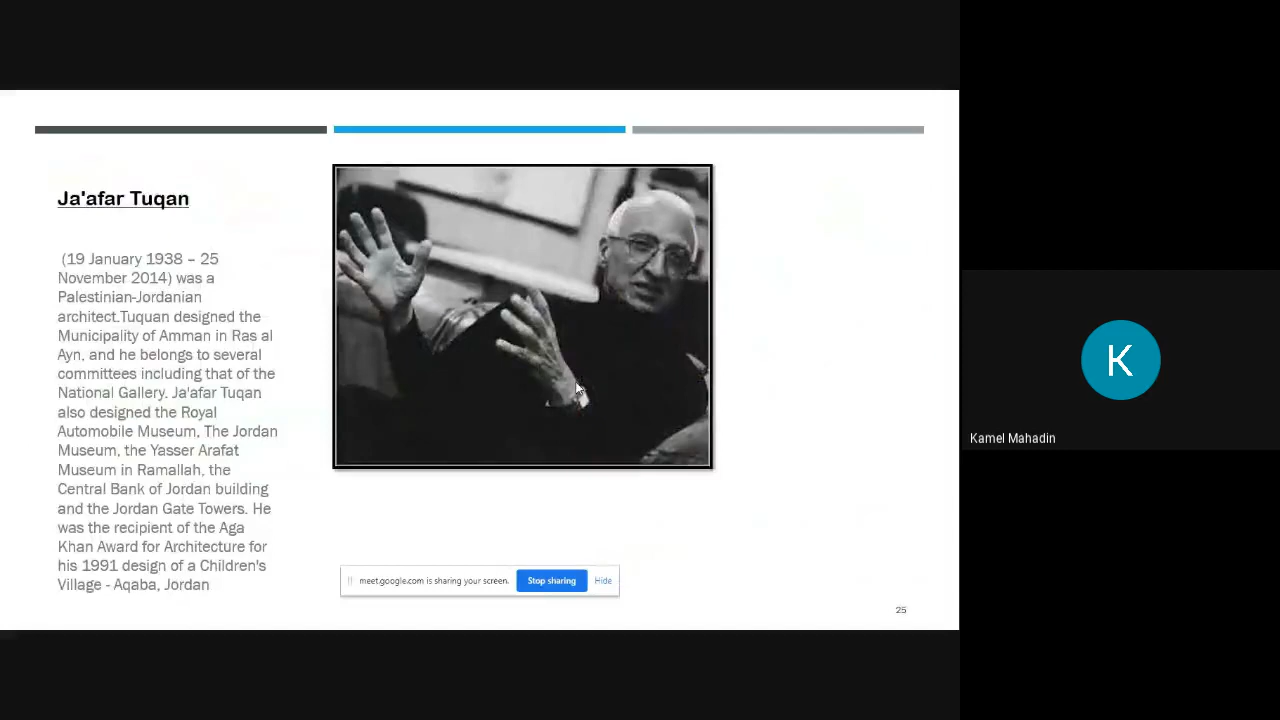 Ja'afar Tuqan
(19 January 1938 – 25
November 2014) was a
Palestinian-Jordanian
architect.Tuquan designed the
Municipality of Amman in Ras al
Ayn, and he belongs to several
committees including that of the
National Gallery. Ja'afar Tuqan
also designed the Royal
Automobile Museum, The Jordan
Museum, the Yasser Arafat
Museum in Ramallah, the
Central Bank of Jordan building
and the Jordan Gate Towers. He
was the recipient of the Aga
Khan Award for Architecture for
his 1991 design of a Children's
Village - Aqaba, Jordan
meet.google.com is sharing your screen. Stop sharing Hide
25
K
Kamel Mahadin